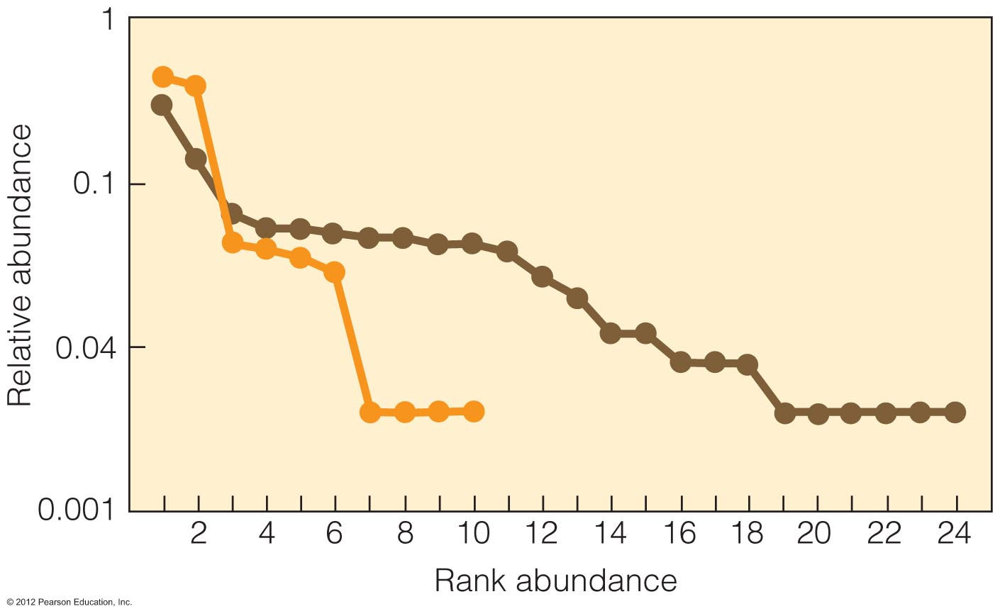 1
0.1
0.04
0.001
Relative abundance
2 4 6 8 10 12 14 16 18 20 22 24
Rank abundance
© 2012 Pearson Education, Inc.